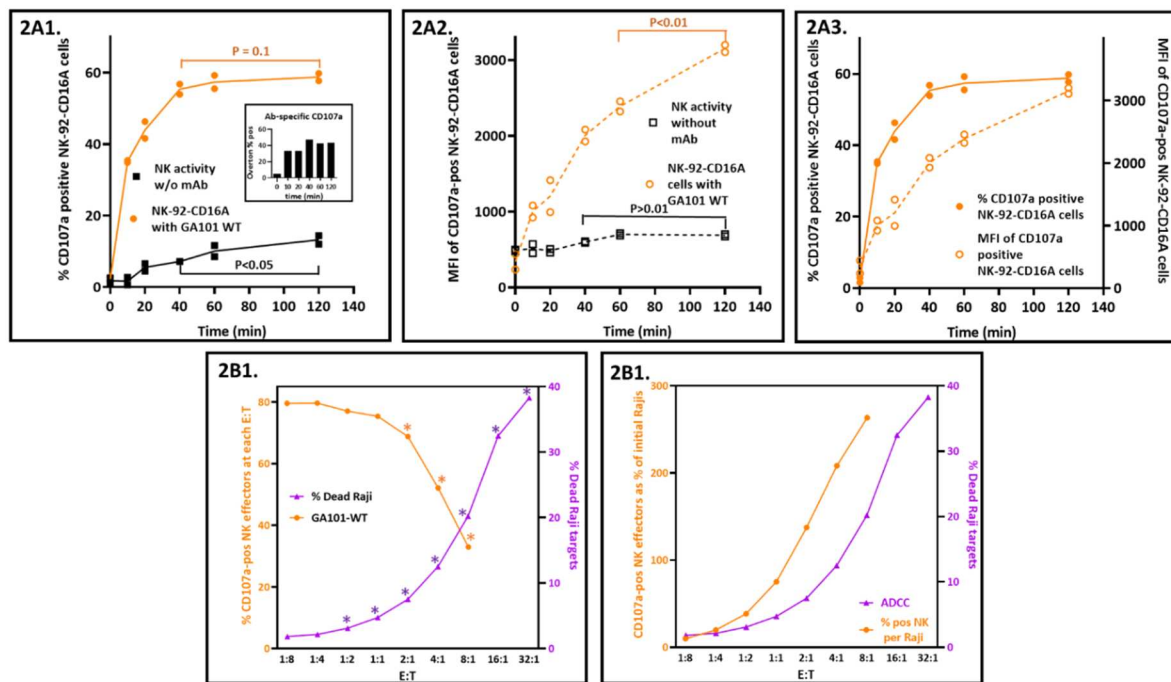 2A1.
% CD107a positive NK-92-CD16A cells
60
40
20
0
P = 0.1
NK activity
w/o mAb
NK-92-CD16A
with GA101 WT
P<0.05
Ab-specific CD107a
Overton % pos
60
40
20
0
0 10 20 40 60 120
time (min)
0 20 40 60 80 100 120 140
Time (min)
2A2.
MFI of CD107a-pos NK-92-CD16A cells
3000
2000
1000
0
P<0.01
NK activity
without
mAb
NK-92-CD16A
cells with
GA101 WT
P>0.01
0 20 40 60 80 100 120 140
Time (min)
2A3.
% CD107a positive NK-92-CD16A cells
60
40
20
0
MFI of CD107a-pos NK-92-CD16A cells
3000
2000
1000
0
% CD107a positive
NK-92-CD16A cells
MFI of CD107a
positive
NK-92-CD16A cells
0 20 40 60 80 100 120 140
Time (min)
2B1.
% CD107a-pos NK effectors at each E:T
80
60
40
20
0
* * * * * * * * * *
% Dead Raji
GA101-WT
40
30
20
10
0
% Dead Raji targets
1:8 1:4 1:2 1:1 2:1 4:1 8:1 16:1 32:1
E:T
2B1.
CD107a-pos NK effectors as % of initial Rajis
300
200
100
0
ADCC
% pos NK
per Raji
40
30
20
10
0
% Dead Raji targets
1:8 1:4 1:2 1:1 2:1 4:1 8:1 16:1 32:1
E:T